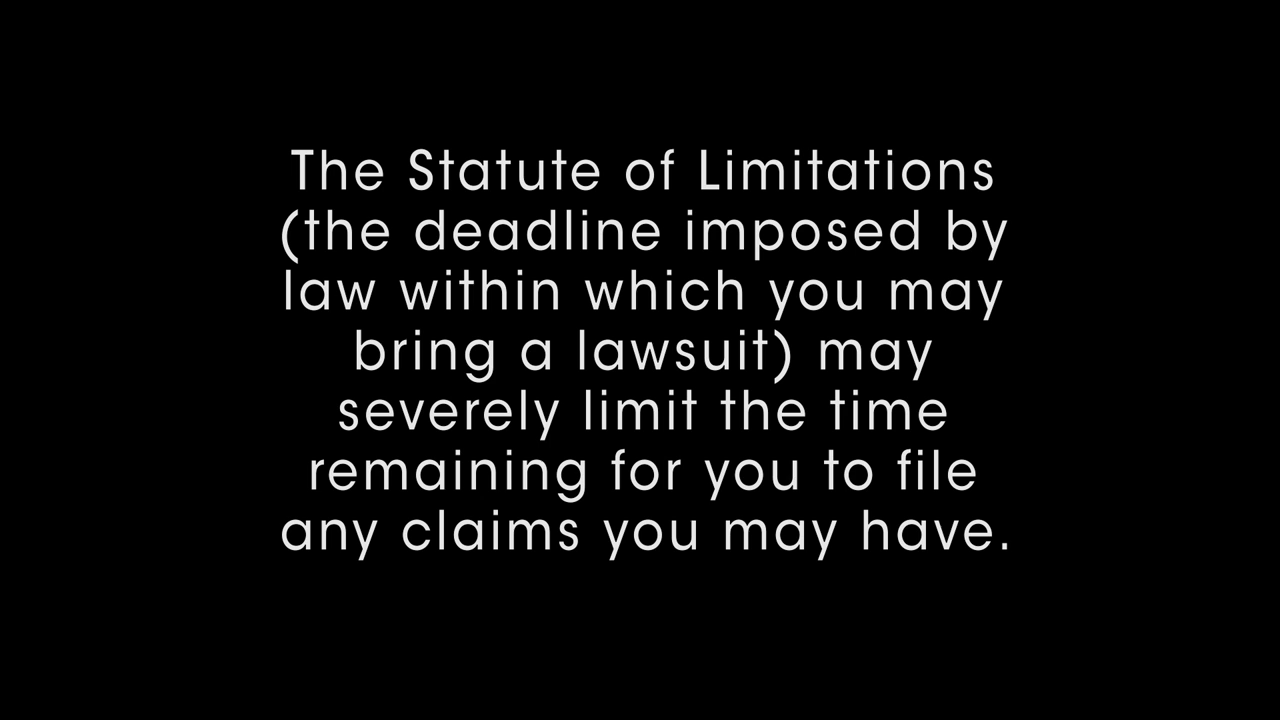 The Statute of Limitations
(the deadline imposed by
law within which you may
bring a lawsuit) may
severely limit the time
remaining for you to file
any claims you may have.